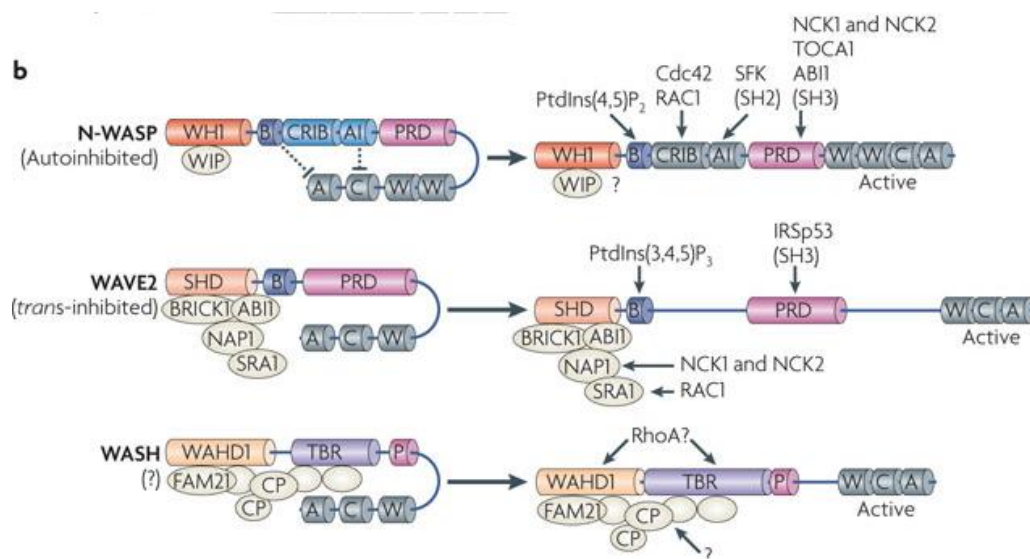 b
NCK1 and NCK2
TOCA1
ABI1
(SH3)
Cdc42
RAC1
SFK
(SH2)
PtdIns(4,5)P₂
N-WASP
(Autoinhibited)
WH1 B CRIB AI PRD
WIP
A C W W
WH1 B CRIB AI PRD W W C A
WIP ?
Active
IRSp53
(SH3)
PtdIns(3,4,5)P₃
WAVE2
(trans-inhibited)
SHD B PRD
BRICK1 ABI1
NAP1
SRA1
A C W
SHD B PRD W C A
BRICK1 ABI1
Active
NAP1 NCK1 and NCK2
SRA1 RAC1
RhoA?
WASH
(?)
WAHD1 TBR P
FAM21 CP
CP
A C W
WAHD1 TBR P W C A
FAM21 CP
CP
Active
?